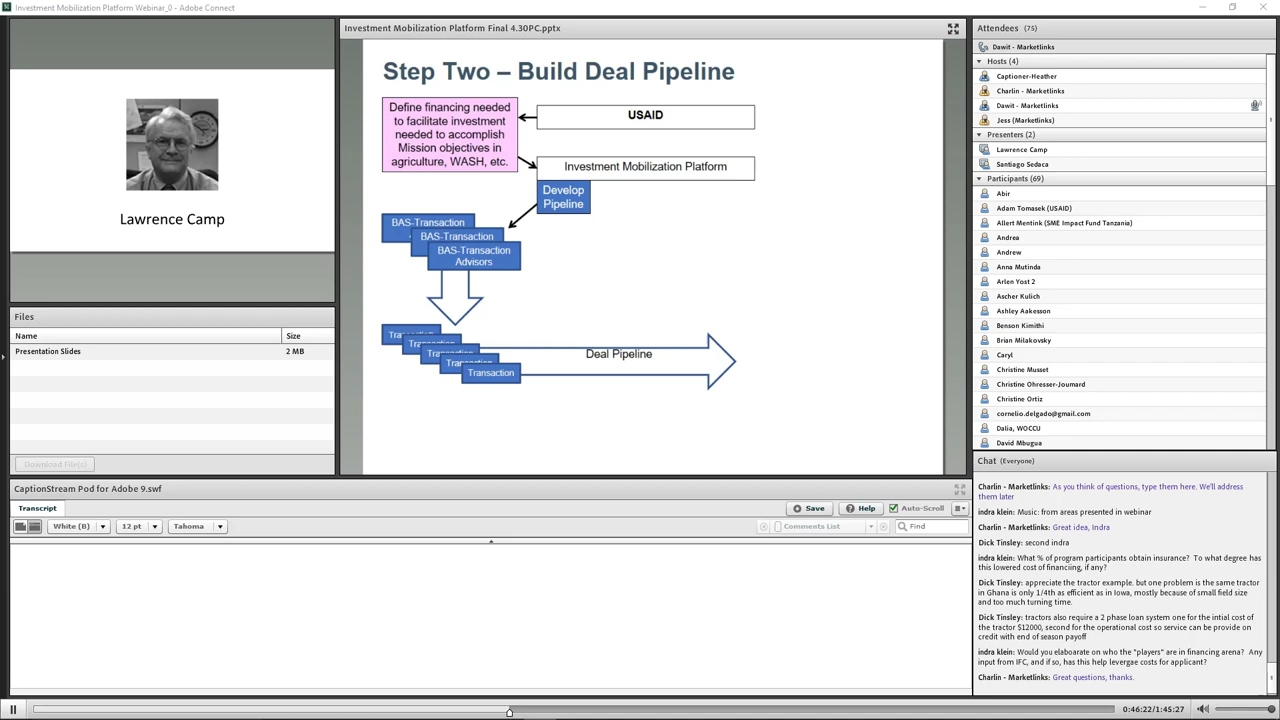 Investment Mobilization Platform Webinar_0 - Adobe Connect
Lawrence Camp
Files
Name
Size
Presentation Slides
2 MB
Download File(s)
Investment Mobilization Platform Final 4.30PC.pptx
Step Two – Build Deal Pipeline
Define financing needed
to facilitate investment
needed to accomplish
Mission objectives in
agriculture, WASH, etc.
USAID
Investment Mobilization Platform
Develop
Pipeline
BAS-Transaction
BAS-Transaction
BAS-Transaction
Advisors
Transaction
Transaction
Transaction
Transaction
Transaction
Deal Pipeline
CaptionStream Pod for Adobe 9.swf
Transcript
White (B)
12 pt
Tahoma
Save
Help
Auto-Scroll
Comments List
Find
Attendees (75)
Dawit - Marketlinks
Hosts (4)
Captioner-Heather
Charlin - Marketlinks
Dawit - Marketlinks
Jess (Marketlinks)
Presenters (2)
Lawrence Camp
Santiago Sedaca
Participants (69)
Abir
Adam Tomasek (USAID)
Allert Mentink (SME Impact Fund Tanzania)
Andrea
Andrew
Anna Mutinda
Arlen Yost 2
Ascher Kulich
Ashley Aakesson
Benson Kimithi
Brian Milakovsky
Caryl
Christine Musset
Christine Ohresser-Joumard
Christine Ortiz
cornelio.delgado@gmail.com
Dalia, WOCCU
David Mbugua
Chat (Everyone)
Charlin - Marketlinks: As you think of questions, type them here. We'll address
them later
indra klein: Music: from areas presented in webinar
Charlin - Marketlinks: Great idea, Indra
Dick Tinsley: second indra
indra klein: What % of program participants obtain insurance? To what degree has
this lowered cost of financiing, if any?
Dick Tinsley: appreciate the tractor example. but one problem is the same tractor
in Ghana is only 1/4th as efficient as in Iowa, mostly because of small field size
and too much turning time.
Dick Tinsley: tractors also require a 2 phase loan system one for the intial cost of
the tractor $12000, second for the operational cost so service can be provide on
credit with end of season payoff
indra klein: Would you elaboarate on who the "players" are in financing arena? Any
input from IFC, and if so, has this help levergae costs for applicant?
Charlin - Marketlinks: Great questions, thanks.
0:46:22/1:45:27